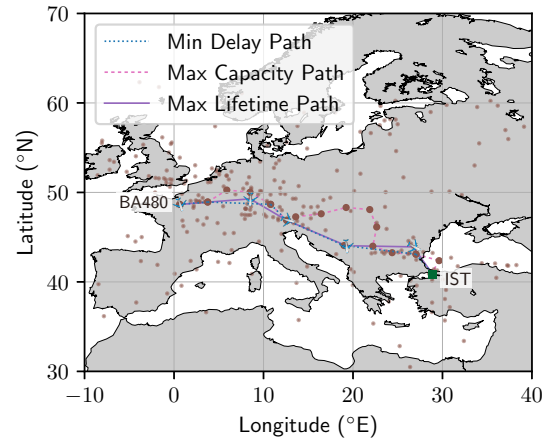 70
60
50
40
30
Latitude (°N)
Min Delay Path
Max Capacity Path
Max Lifetime Path
BA480
IST
−10
0
10
20
30
40
Longitude (°E)